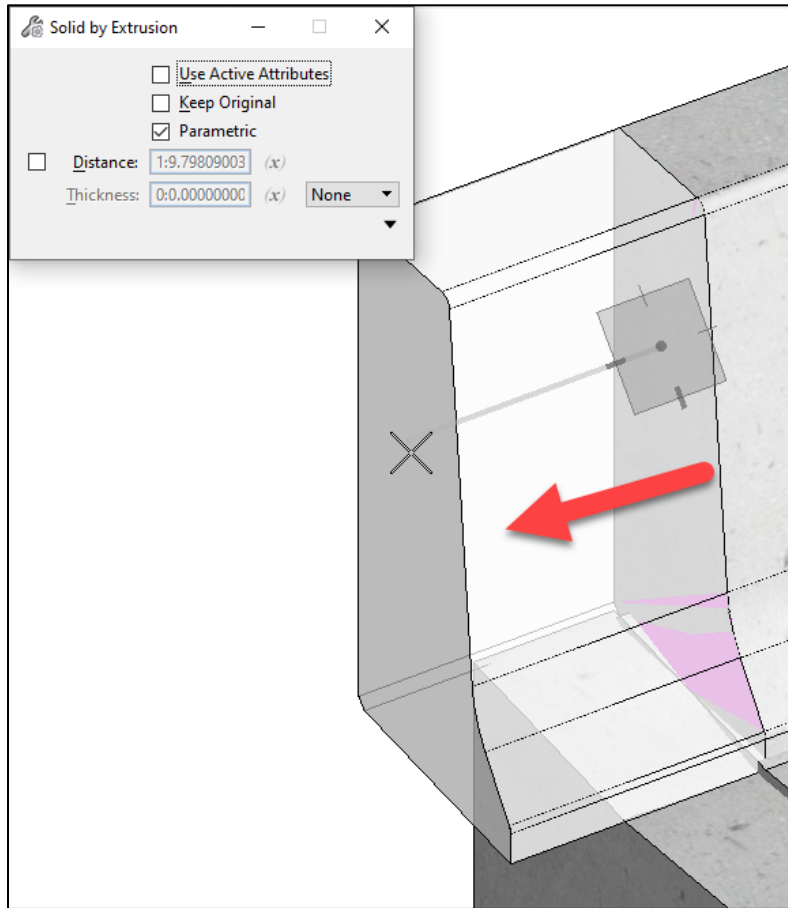 Solid by Extrusion
Use Active Attributes
Keep Original
Parametric
Distance: 1:9.79809003 (x)
Thickness: 0:0.00000000 (x) None